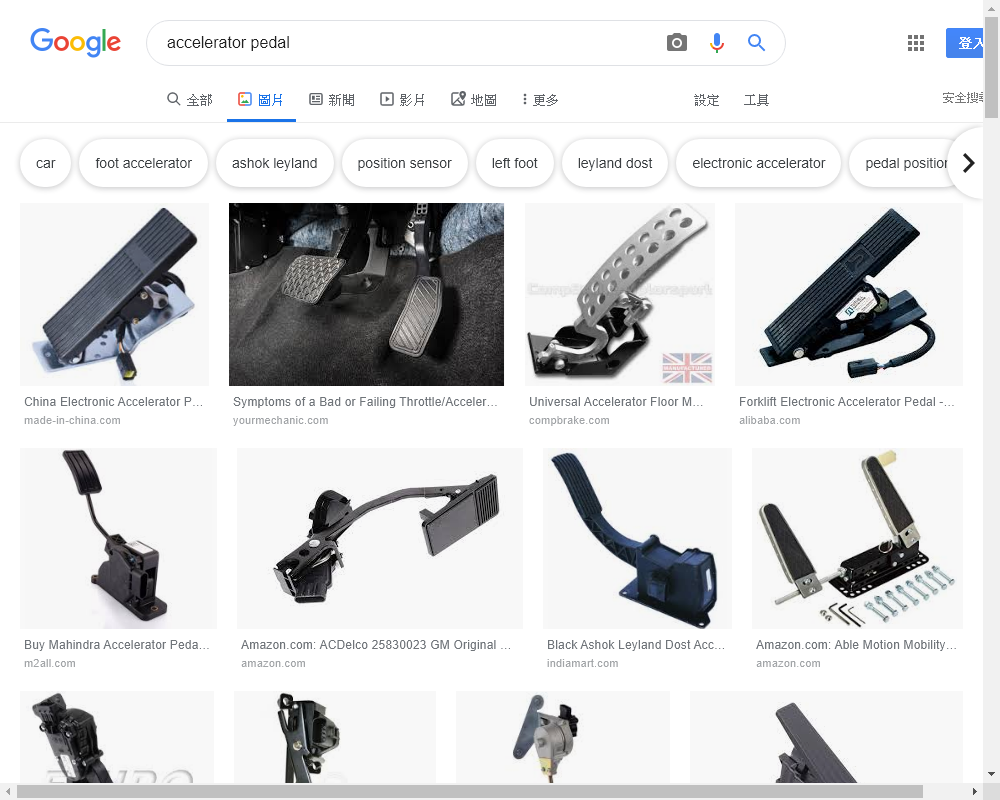 Google
accelerator pedal
登入
全部
圖片
新聞
影片
地圖
更多
設定
工具
安全搜尋
car
foot accelerator
ashok leyland
position sensor
left foot
leyland dost
electronic accelerator
pedal position
China Electronic Accelerator P...
made-in-china.com
Symptoms of a Bad or Failing Throttle/Acceler...
yourmechanic.com
MANUFACTURED
Universal Accelerator Floor M...
compbrake.com
Forklift Electronic Accelerator Pedal -...
alibaba.com
Buy Mahindra Accelerator Peda...
m2all.com
Amazon.com: ACDelco 25830023 GM Original ...
amazon.com
Black Ashok Leyland Dost Acc...
indiamart.com
Amazon.com: Able Motion Mobility...
amazon.com